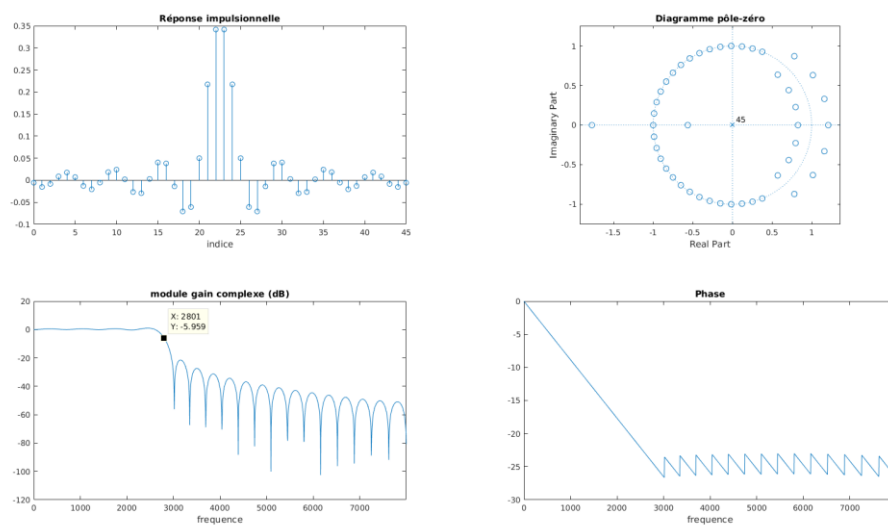 Réponse impulsionnelle
0.35
0.3
0.25
0.2
0.15
0.1
0.05
0
-0.05
-0.1
0 5 10 15 20 25 30 35 40 45
indice
Diagramme pôle-zéro
1
0.5
0
-0.5
-1
45
Imaginary Part
-1.5 -1 -0.5 0 0.5 1
Real Part
module gain complexe (dB)
20
0
-20
-40
-60
-80
-100
-120
X: 2801
Y: -5.959
0 1000 2000 3000 4000 5000 6000 7000
frequence
Phase
0
-5
-10
-15
-20
-25
-30
0 1000 2000 3000 4000 5000 6000 7000
frequence